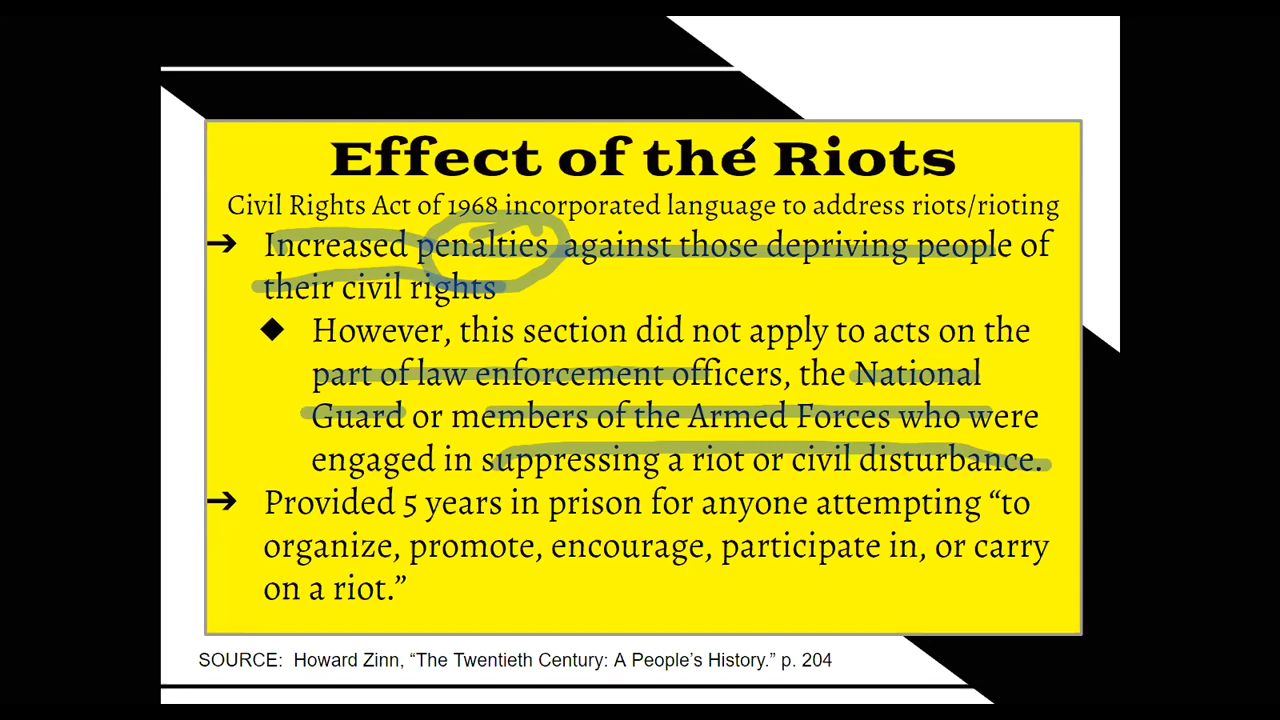 Effect of the Riots
Civil Rights Act of 1968 incorporated language to address riots/rioting
➔ Increased penalties against those depriving people of
their civil rights
◆ However, this section did not apply to acts on the
part of law enforcement officers, the National
Guard or members of the Armed Forces who were
engaged in suppressing a riot or civil disturbance.
➔ Provided 5 years in prison for anyone attempting “to
organize, promote, encourage, participate in, or carry
on a riot.”
SOURCE: Howard Zinn, “The Twentieth Century: A People’s History.” p. 204